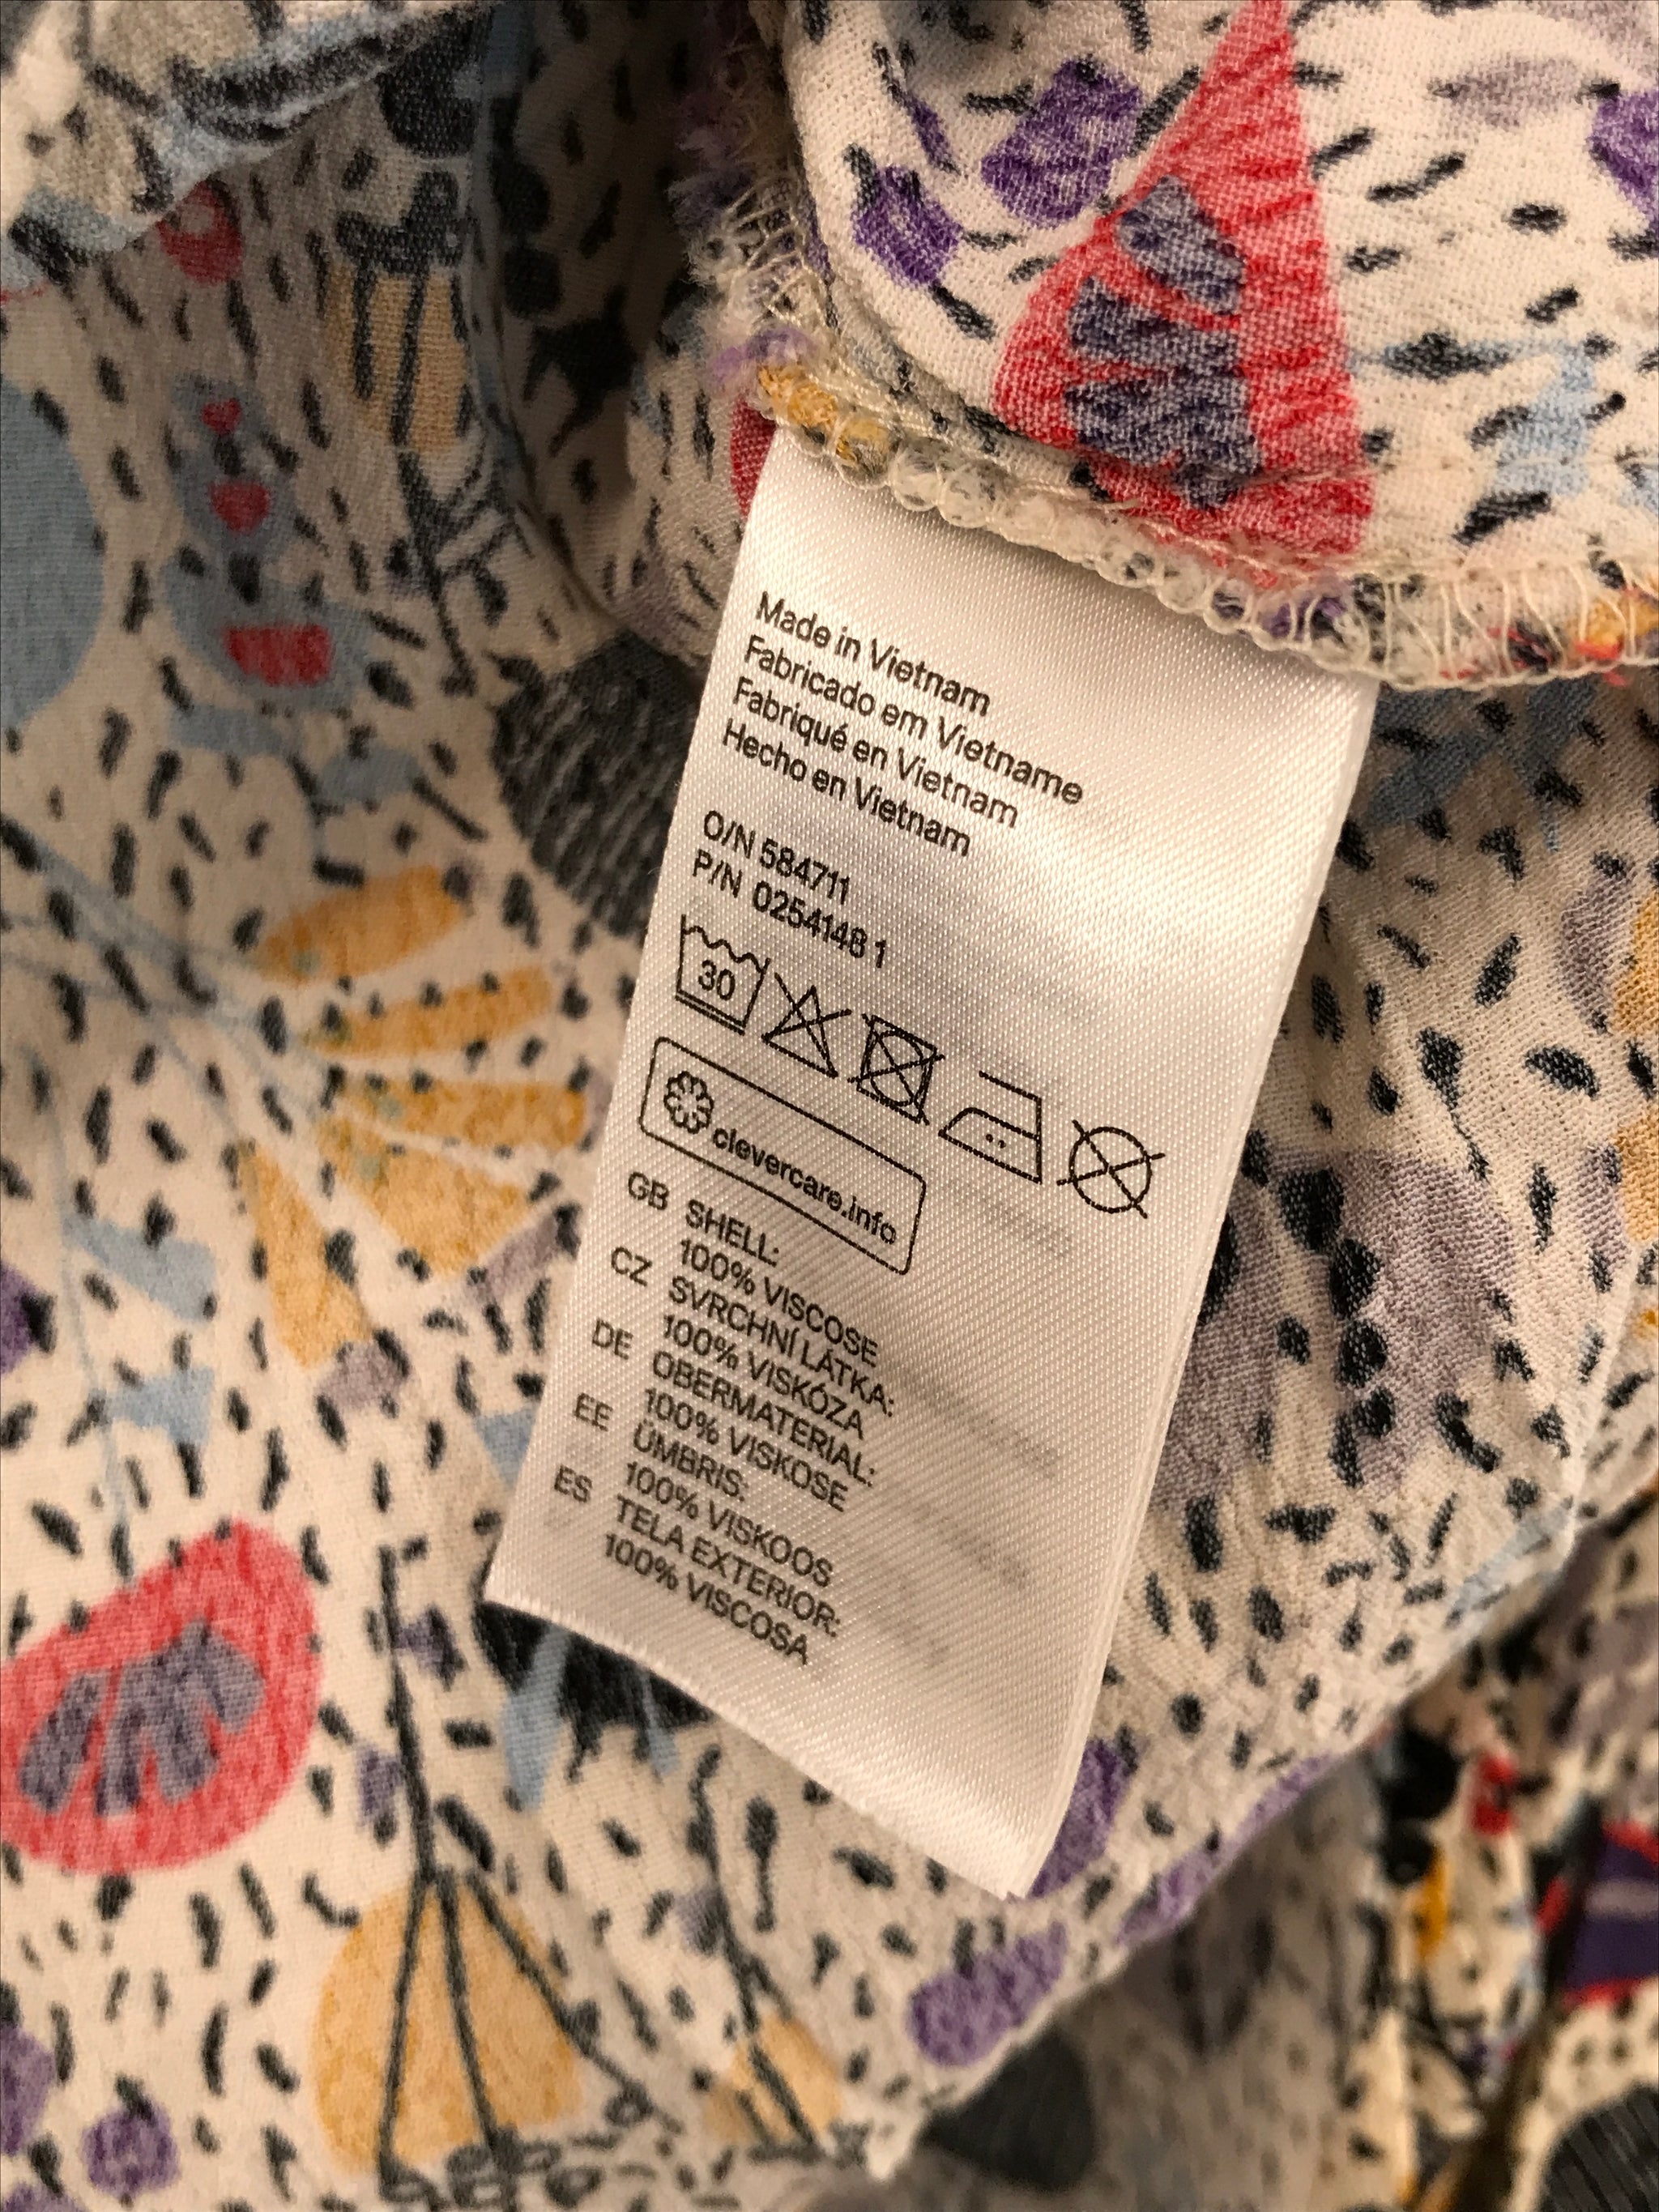 Made in Vietnam
Fabricado em Vietname
Fabriqué en Vietnam
Hecho en Vietnam
O/N 584711
P/N 0254148 1
30
clevercare.info
GB SHELL:
100% VISCOSE
CZ SVRCHNÍ LÁTKA:
100% VISKÓZA
DE OBERMATERIAL:
100% VISKOSE
EE ÜMBRIS:
100% VISKOOS
ES TELA EXTERIOR:
100% VISCOSA